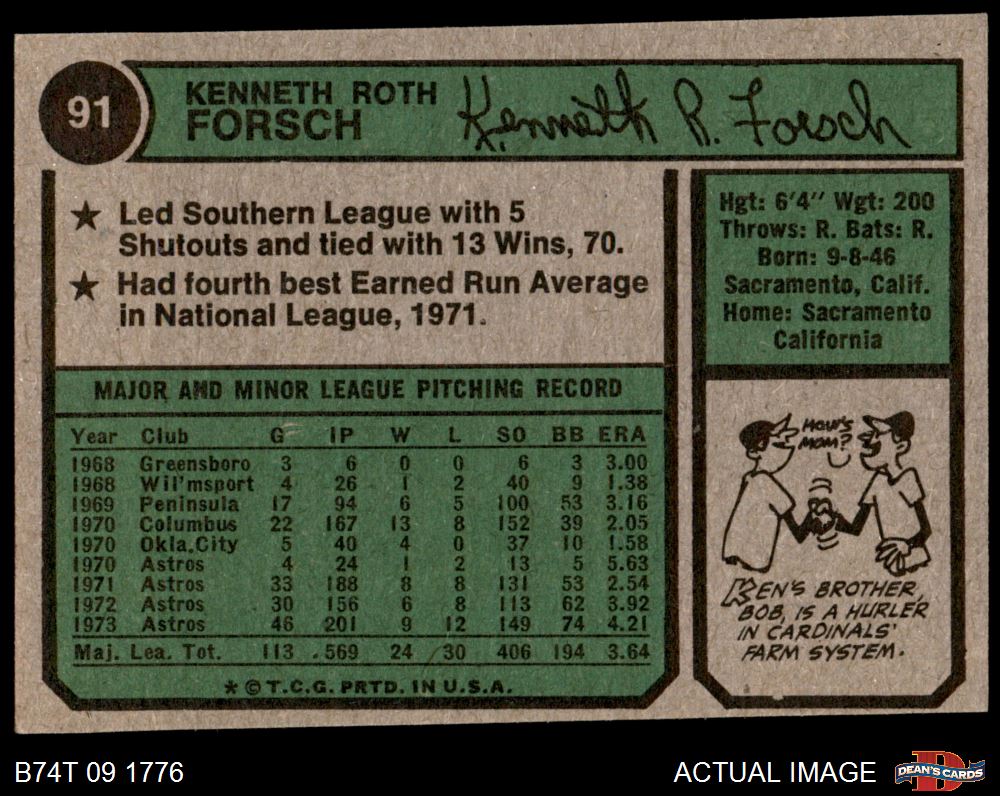 91
KENNETH ROTH
FORSCH
Kenneth R. Forsch
★ Led Southern League with 5
Shutouts and tied with 13 Wins, 70.
★ Had fourth best Earned Run Average
in National League, 1971.
Hgt: 6'4" Wgt: 200
Throws: R. Bats: R.
Born: 9-8-46
Sacramento, Calif.
Home: Sacramento
California
MAJOR AND MINOR LEAGUE PITCHING RECORD
Year Club G IP W L SO BB ERA
1968 Greensboro 3 6 0 0 6 3 3.00
1968 Wil'msport 4 26 1 2 40 9 1.38
1969 Peninsula 17 94 6 5 100 53 3.16
1970 Columbus 22 167 13 8 152 39 2.05
1970 Okla.City 5 40 4 0 37 10 1.58
1970 Astros 4 24 1 2 13 5 5.63
1971 Astros 33 188 8 8 131 53 2.54
1972 Astros 30 156 6 8 113 62 3.92
1973 Astros 46 201 9 12 149 74 4.21
Maj. Lea. Tot. 113 569 24 30 406 194 3.64
* © T.C.G. PRTD. IN U.S.A.
HOW'S
MOM?
KEN'S BROTHER,
BOB, IS A HURLER
IN CARDINALS'
FARM SYSTEM.
B74T 09 1776
ACTUAL IMAGE
D
DEAN'S CARDS